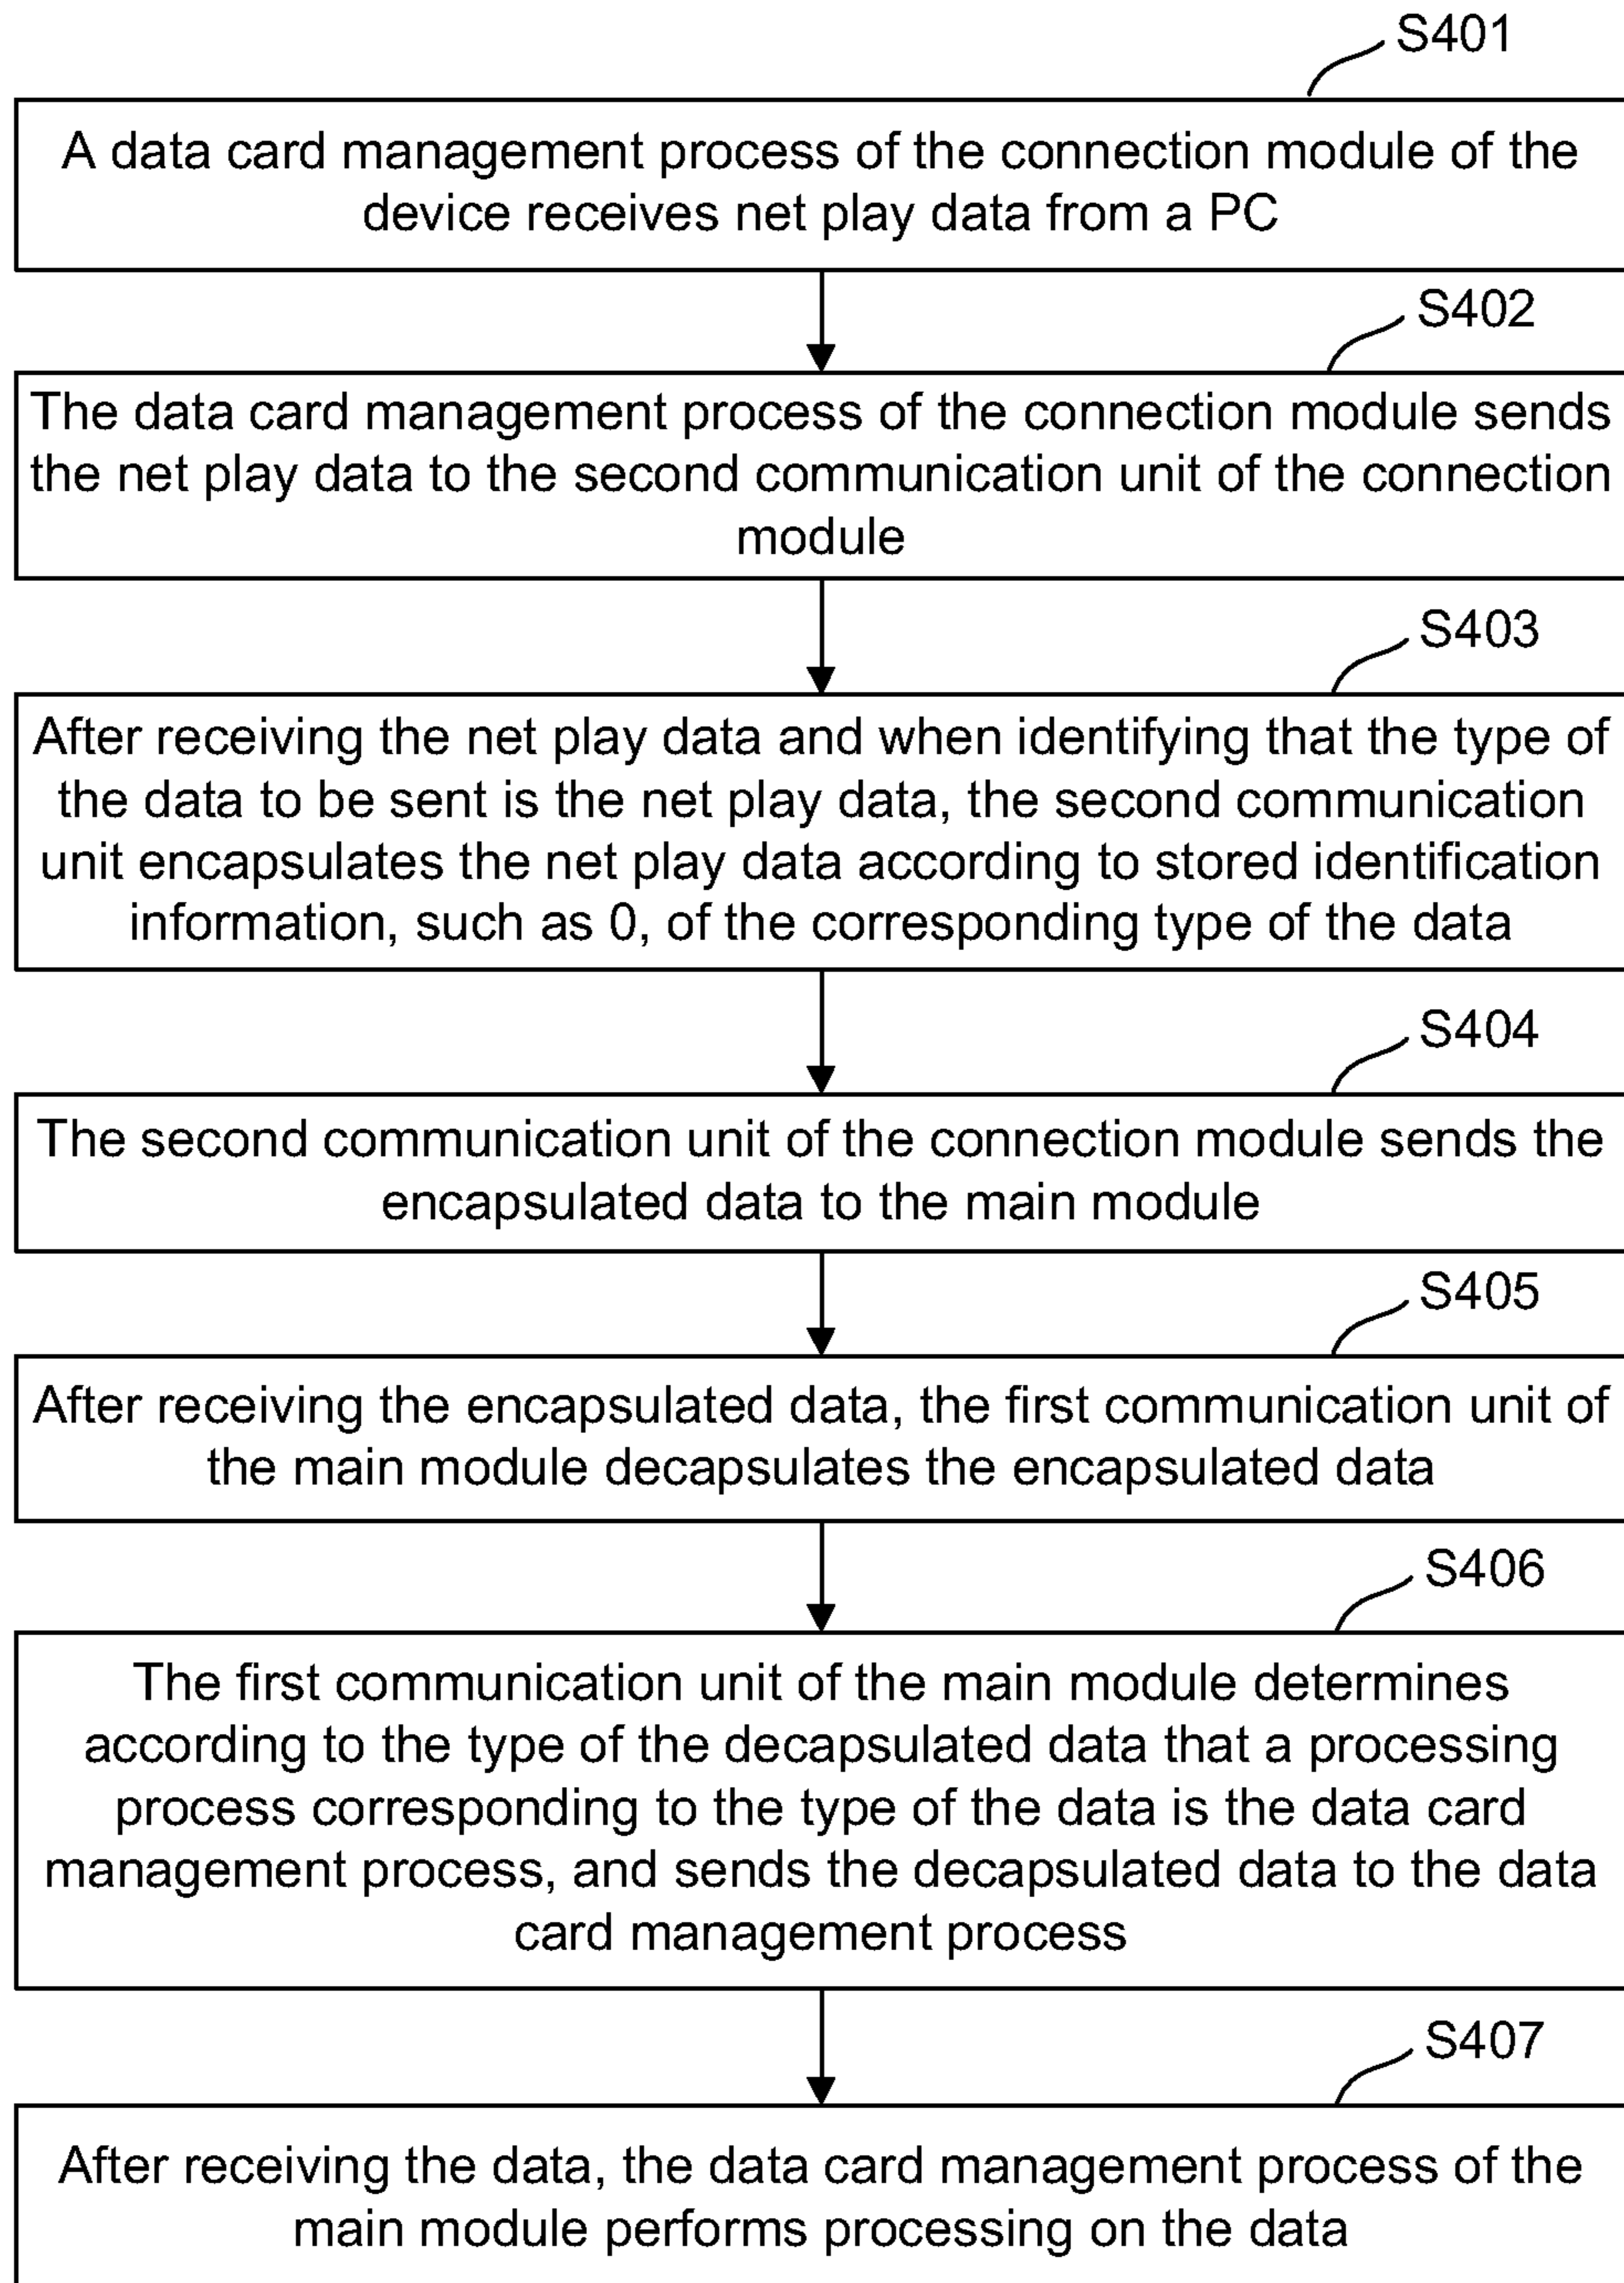 S401
A data card management process of the connection module of the
device receives net play data from a PC
S402
The data card management process of the connection module sends
the net play data to the second communication unit of the connection
module
S403
After receiving the net play data and when identifying that the type of
the data to be sent is the net play data, the second communication
unit encapsulates the net play data according to stored identification
information, such as 0, of the corresponding type of the data
S404
The second communication unit of the connection module sends the
encapsulated data to the main module
S405
After receiving the encapsulated data, the first communication unit of
the main module decapsulates the encapsulated data
S406
The first communication unit of the main module determines
according to the type of the decapsulated data that a processing
process corresponding to the type of the data is the data card
management process, and sends the decapsulated data to the data
card management process
S407
After receiving the data, the data card management process of the
main module performs processing on the data